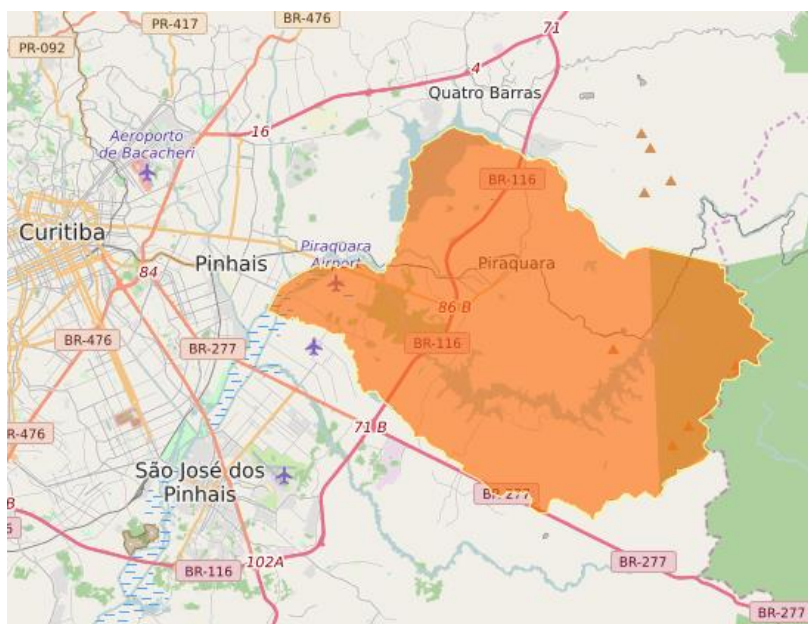 BR-476
PR-417
PR-092
71
4
Quatro Barras
16
Aeroporto
de Bacacheri
BR-116
Curitiba
Pinhais
Piraquara
Airport
Piraquara
84
86 B
BR-476
BR-277
BR-116
R-476
71 B
São José dos
Pinhais
BR-277
B
6
102A
BR-116
BR-277
BR-277